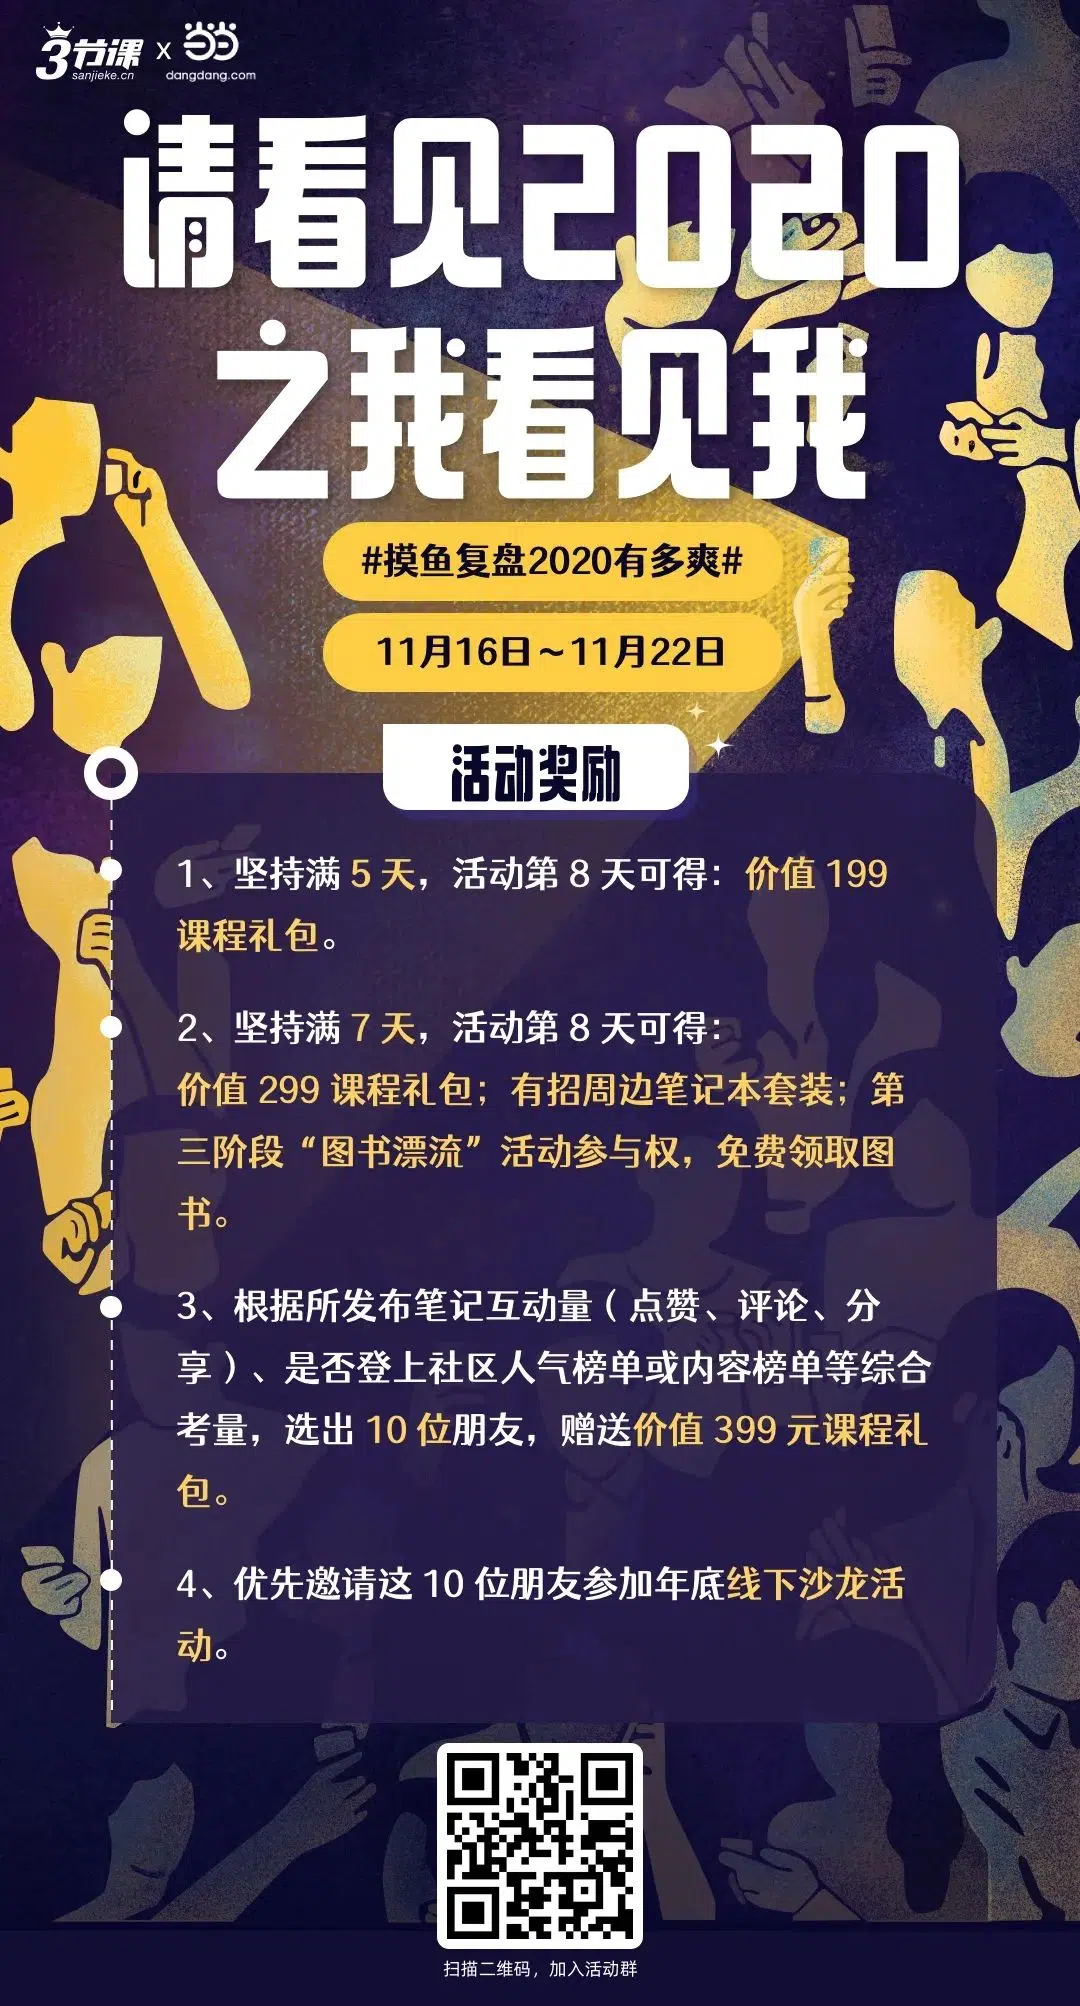 3节课 x 当当
sanjieke.cn dangdang.com
请看见2020
之我看见我
#摸鱼复盘2020有多爽#
11月16日~11月22日
活动奖励
1、坚持满 5 天，活动第 8 天可得：价值 199
课程礼包。
2、坚持满 7 天，活动第 8 天可得：
价值 299 课程礼包；有招周边笔记本套装；第
三阶段“图书漂流”活动参与权，免费领取图
书。
3、根据所发布笔记互动量（点赞、评论、分
享）、是否登上社区人气榜单或内容榜单等综合
考量，选出 10 位朋友，赠送价值 399 元课程礼
包。
4、优先邀请这 10 位朋友参加年底线下沙龙活
动。
扫描二维码，加入活动群